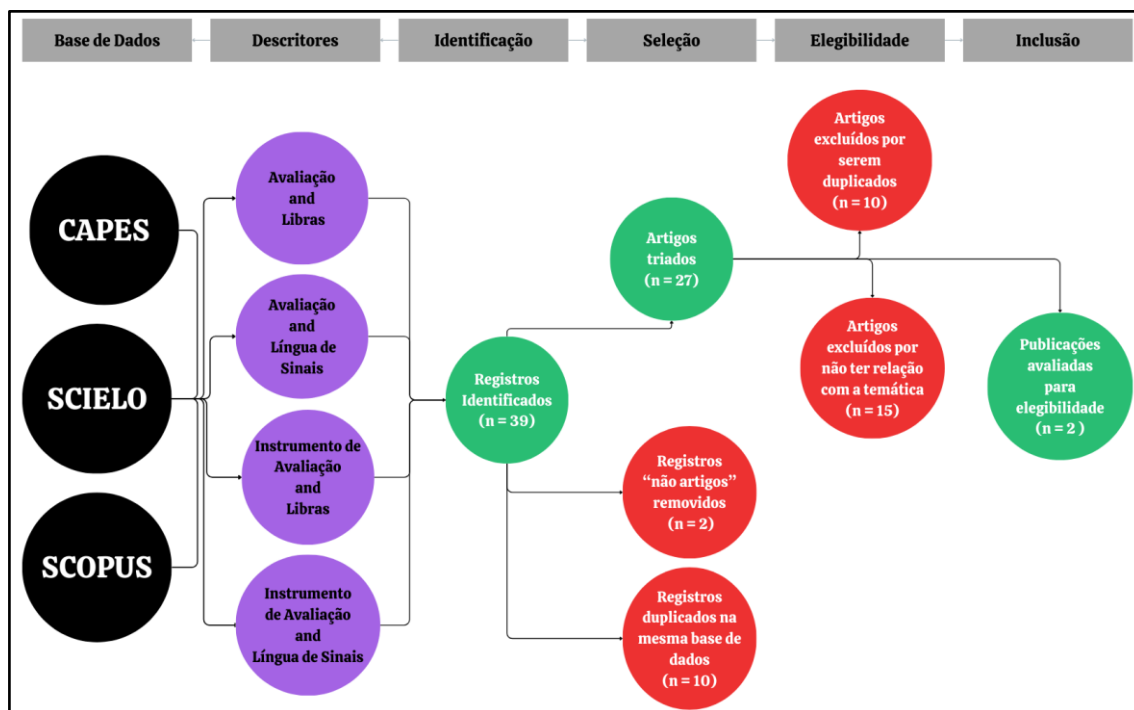 Base de Dados
Descritores
Identificação
Seleção
Elegibilidade
Inclusão
CAPES
SCIELO
SCOPUS
Avaliação
and
Libras
Avaliação
and
Língua de
Sinais
Instrumento de
Avaliação
and
Libras
Instrumento
de Avaliação
and
Língua de Sinais
Registros
Identificados
(n = 39)
Artigos
triados
(n = 27)
Registros
“não artigos”
removidos
(n = 2)
Registros
duplicados na
mesma base de
dados
(n = 10)
Artigos
excluídos por
serem
duplicados
(n = 10)
Artigos
excluídos por
não ter relação
com a temática
(n = 15)
Publicações
avaliadas
para
elegibilidade
(n = 2 )